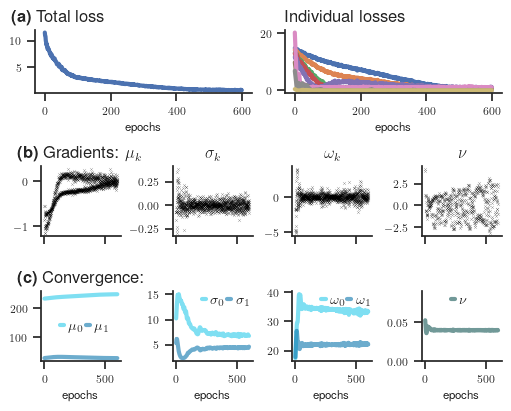 (a) Total loss
Individual losses
10
5
0
200
400
600
epochs
20
0
0
200
400
600
epochs
(b) Gradients: μₖ
σₖ
ωₖ
ν
0
−1
0.25
0.00
−0.25
0
−5
2.5
0.0
−2.5
(c) Convergence:
200
100
μ₀ μ₁
0
500
epochs
15
10
5
σ₀ σ₁
0
500
epochs
40
30
20
ω₀ ω₁
0
500
epochs
0.05
0.00
ν
0
500
epochs